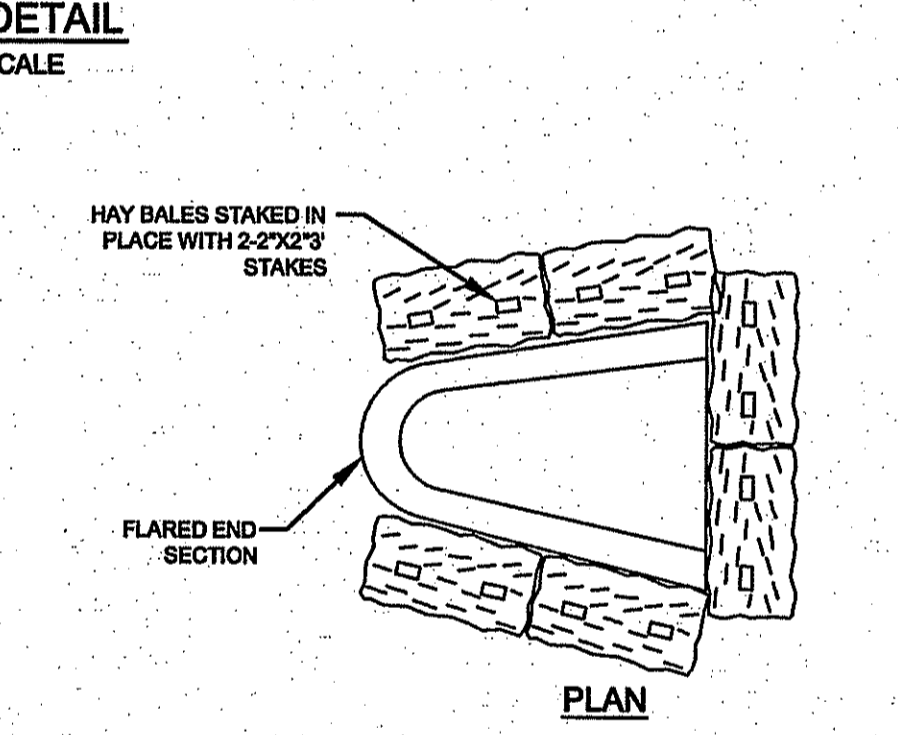 DETAIL
CALE
HAY BALES STAKED IN
PLACE WITH 2-2"X2"3'
STAKES
FLARED END
SECTION
PLAN